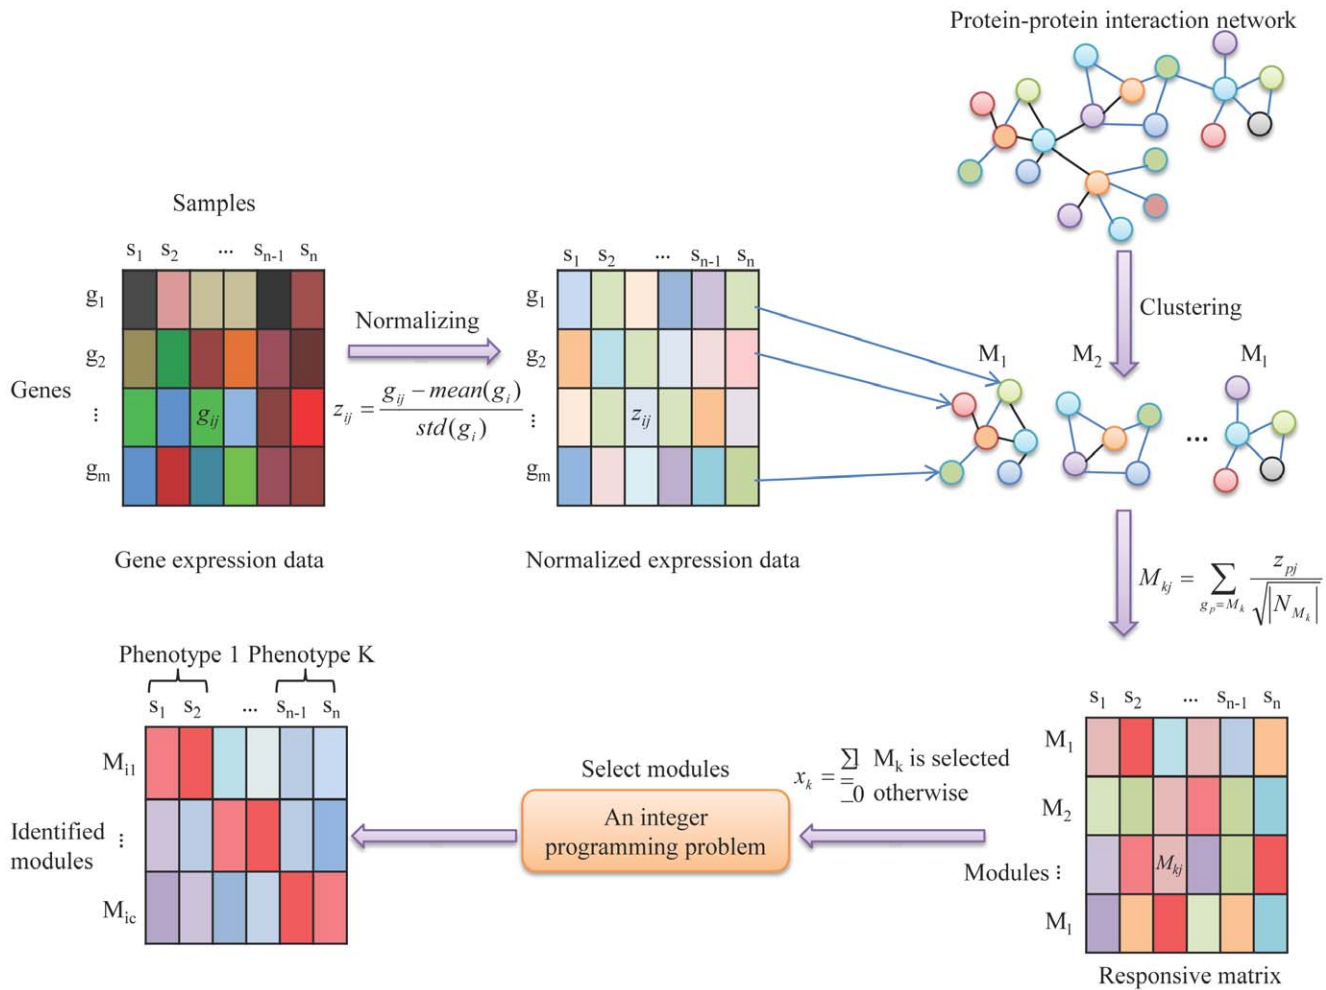 Protein-protein interaction network
Samples
s1 s2 ... sn-1 sn
g1
g2
Genes
⋮
gm
gij
Gene expression data
Normalizing
zij = gij − mean(gi) / std(gi)
s1 s2 ... sn-1 sn
g1
g2
⋮
gm
zij
Normalized expression data
Clustering
M1 M2 ... Ml
Mkj = ∑ gp=Mk zpj / √|NMk|
Phenotype 1 Phenotype K
s1 s2 ... sn-1 sn
Mi1
Identified
modules ⋮
Mic
Select modules
An integer
programming problem
xk = 1 Mk is selected
0 otherwise
s1 s2 ... sn-1 sn
M1
M2
Modules ⋮
Ml
Mkj
Responsive matrix